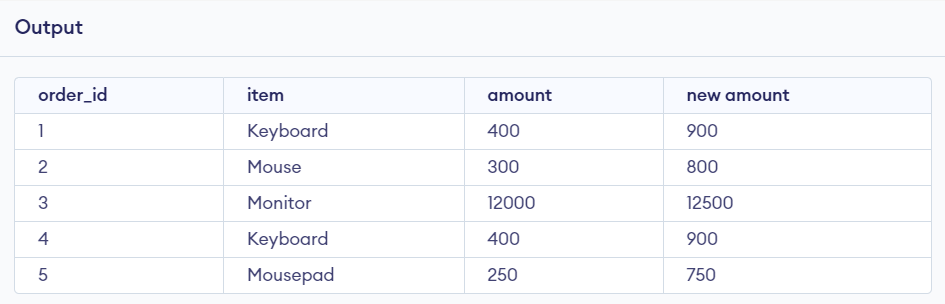 Output
order_id item amount new amount
1 Keyboard 400 900
2 Mouse 300 800
3 Monitor 12000 12500
4 Keyboard 400 900
5 Mousepad 250 750